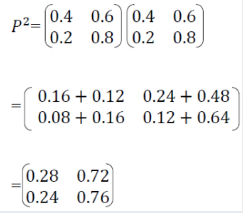 P²= (0.4 0.6) (0.4 0.6)
(0.2 0.8) (0.2 0.8)
= (0.16 + 0.12 0.24 + 0.48)
(0.08 + 0.16 0.12 + 0.64)
= (0.28 0.72)
(0.24 0.76)